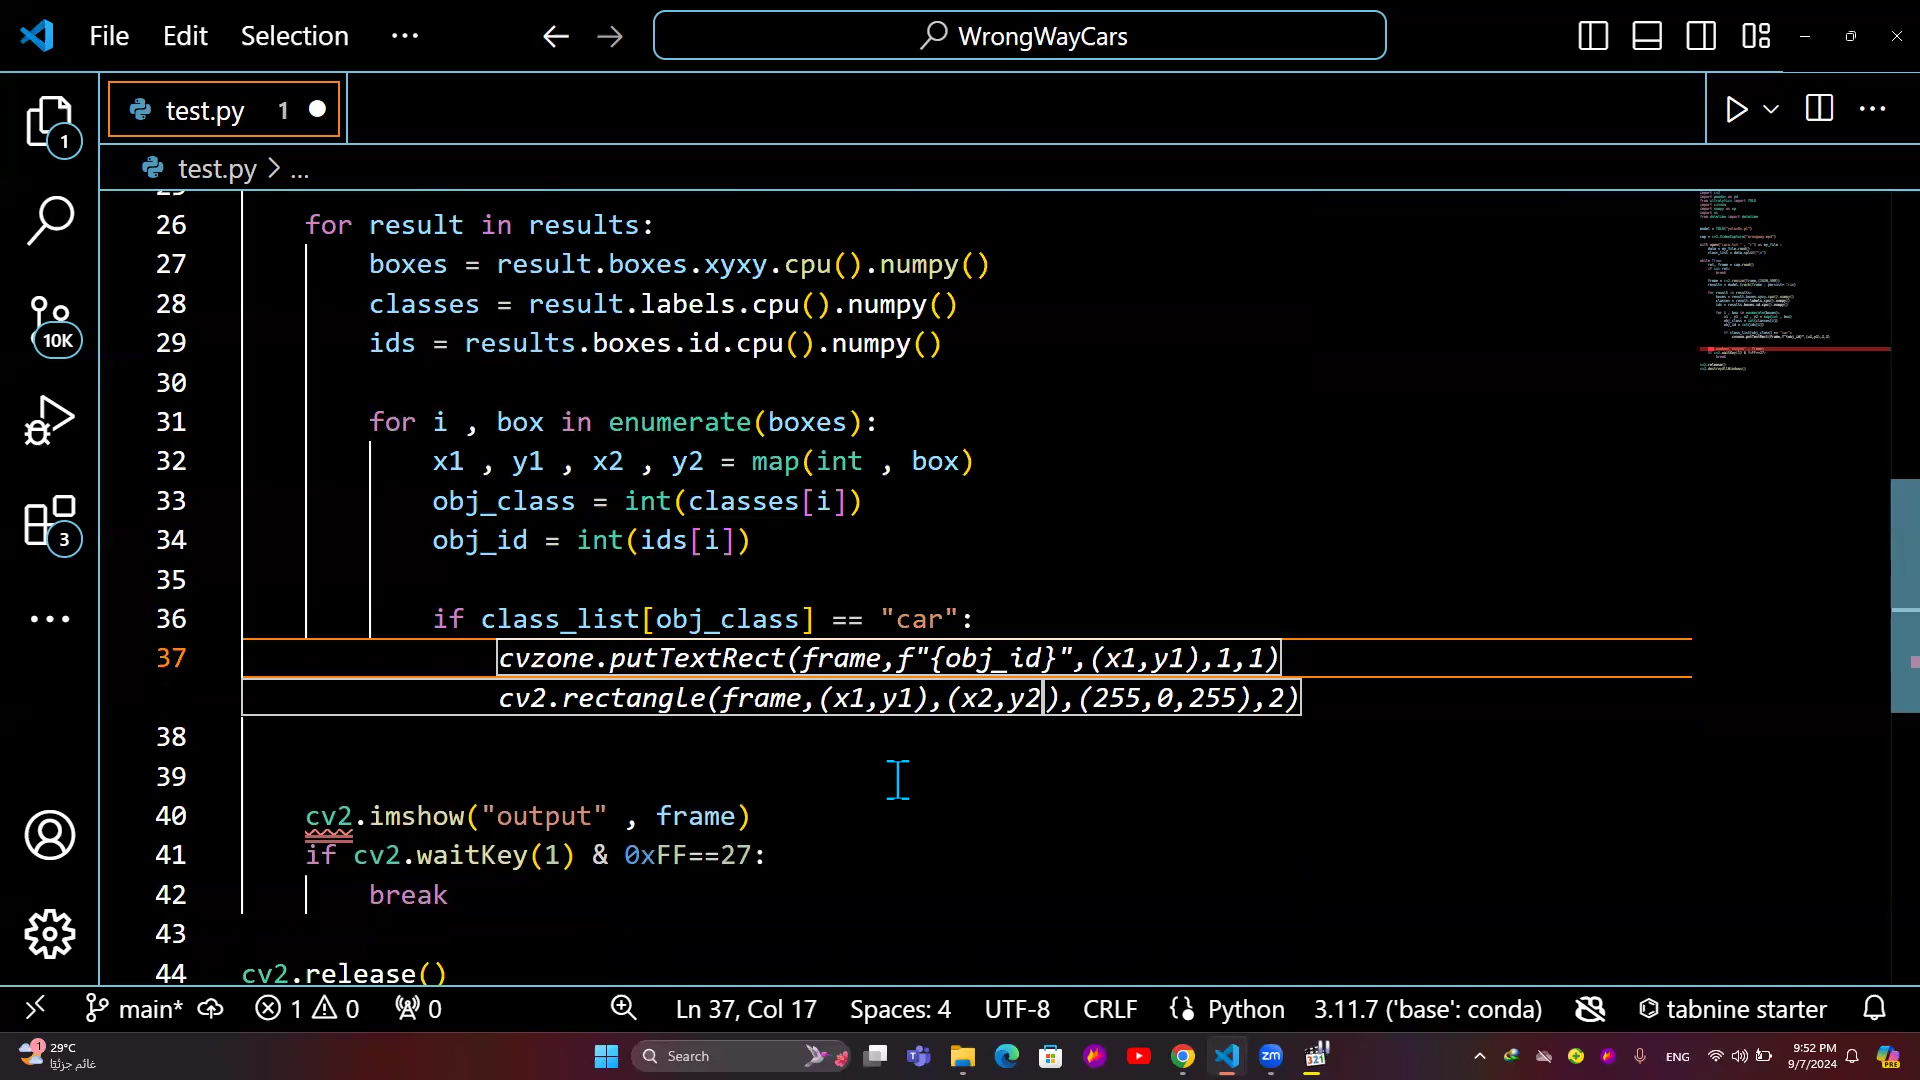 File Edit Selection ···
WrongWayCars
test.py 1
test.py > ...
26 for result in results:
27 boxes = result.boxes.xyxy.cpu().numpy()
28 classes = result.labels.cpu().numpy()
29 ids = results.boxes.id.cpu().numpy()
30
31 for i , box in enumerate(boxes):
32 x1 , y1 , x2 , y2 = map(int , box)
33 obj_class = int(classes[i])
34 obj_id = int(ids[i])
35
36 if class_list[obj_class] == "car":
37 cvzone.putTextRect(frame,f"{obj_id}",(x1,y1),1,1)
cv2.rectangle(frame,(x1,y1),(x2,y2),(255,0,255),2)
38
39
40 cv2.imshow("output" , frame)
41 if cv2.waitKey(1) & 0xFF==27:
42 break
43
44 cv2.release()
1
10K
3
main* 1 0 0 Ln 37, Col 17 Spaces: 4 UTF-8 CRLF Python 3.11.7 ('base': conda) tabnine starter
1 29°C
غائم جزئيًا
Search
zm
321
ENG
9:52 PM
9/7/2024
PRE